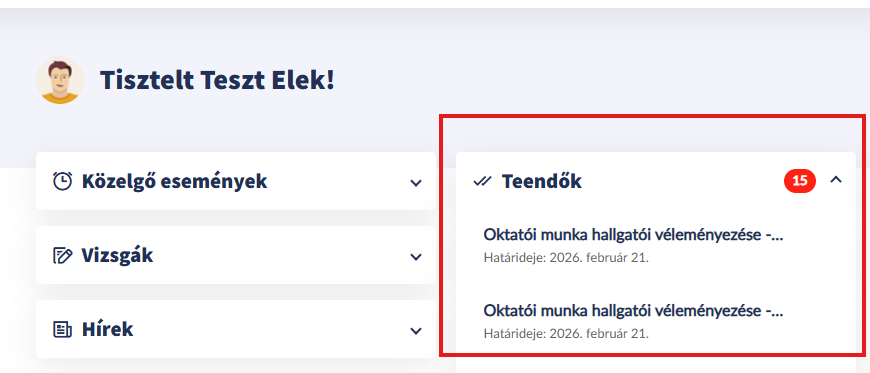 Tisztelt Teszt Elek!
Közelgő események
Vizsgák
Hírek
Teendők 15
Oktatói munka hallgatói véleményezése -...
Határideje: 2026. február 21.
Oktatói munka hallgatói véleményezése -...
Határideje: 2026. február 21.